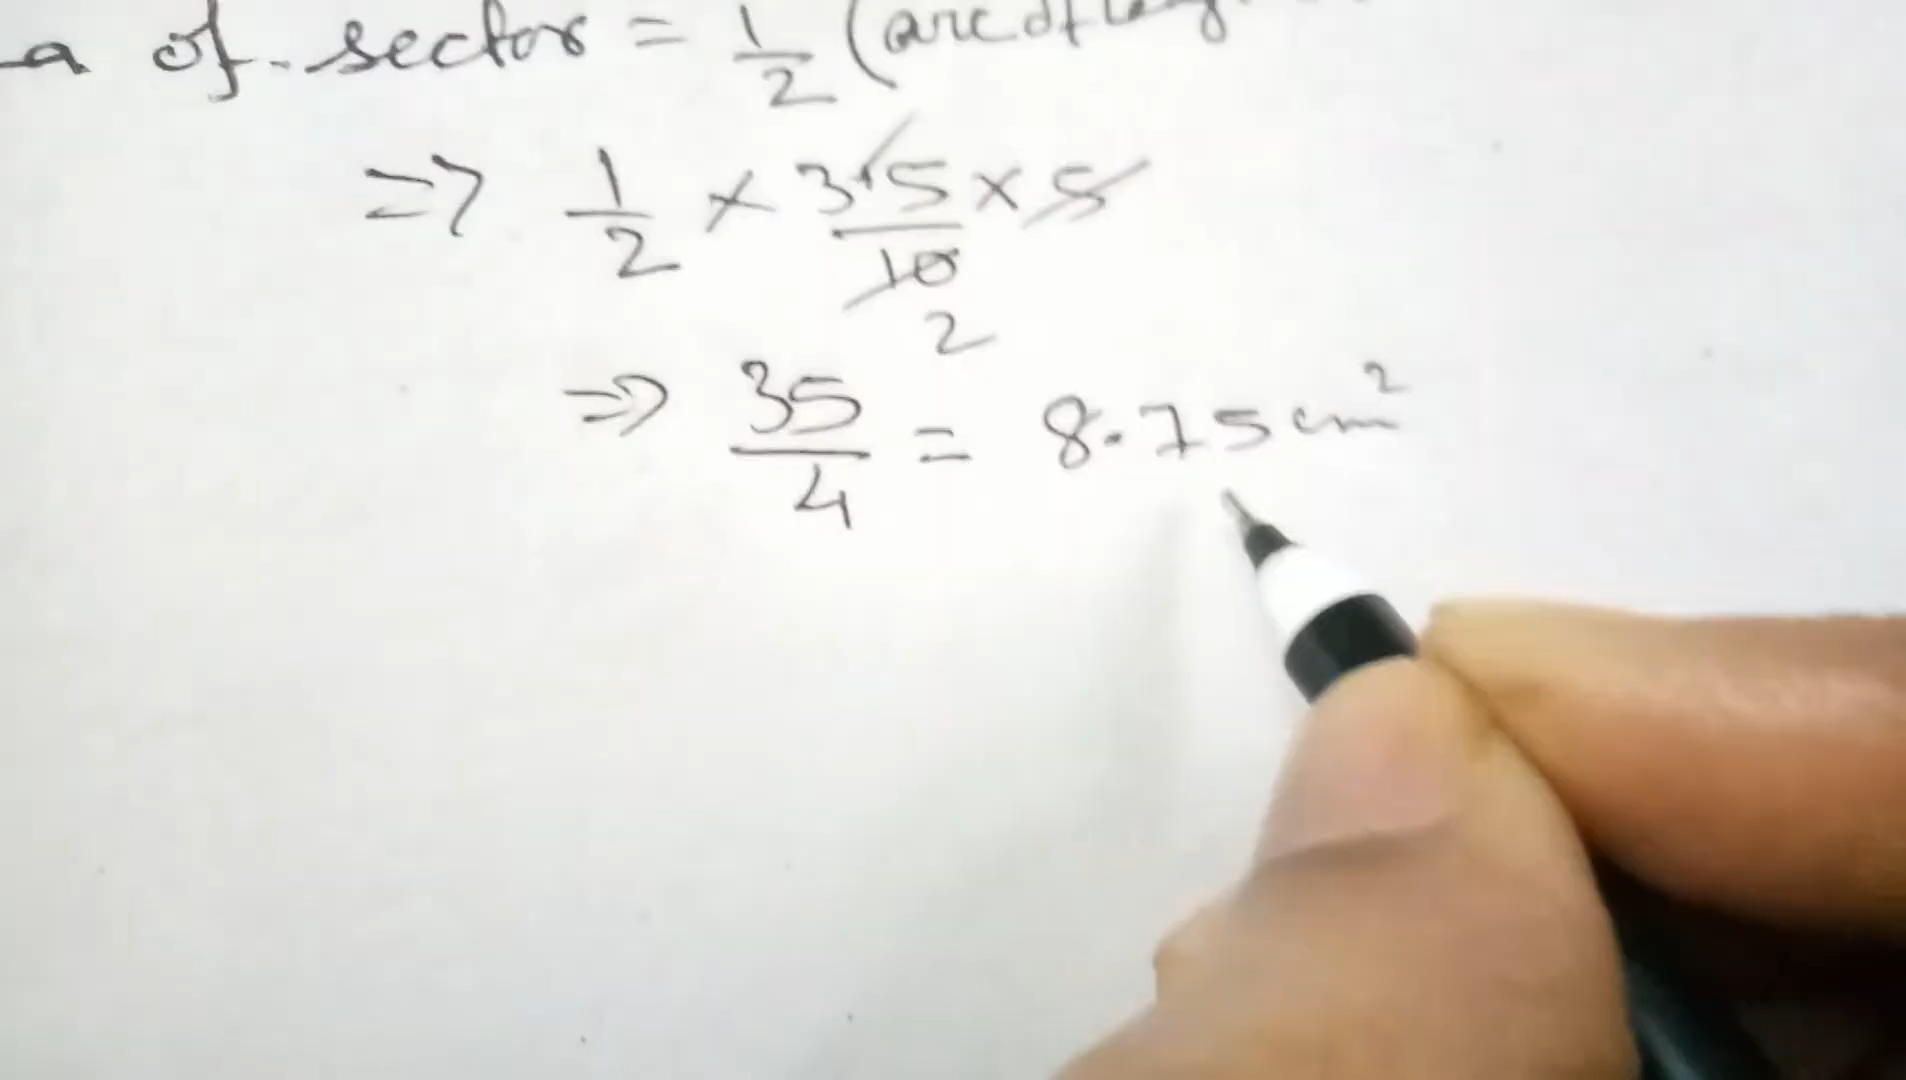 a of sector = 1/2 (arc of
=> 1/2 × 3.5/10 × 5
2
=> 35/4 = 8.75 cm²